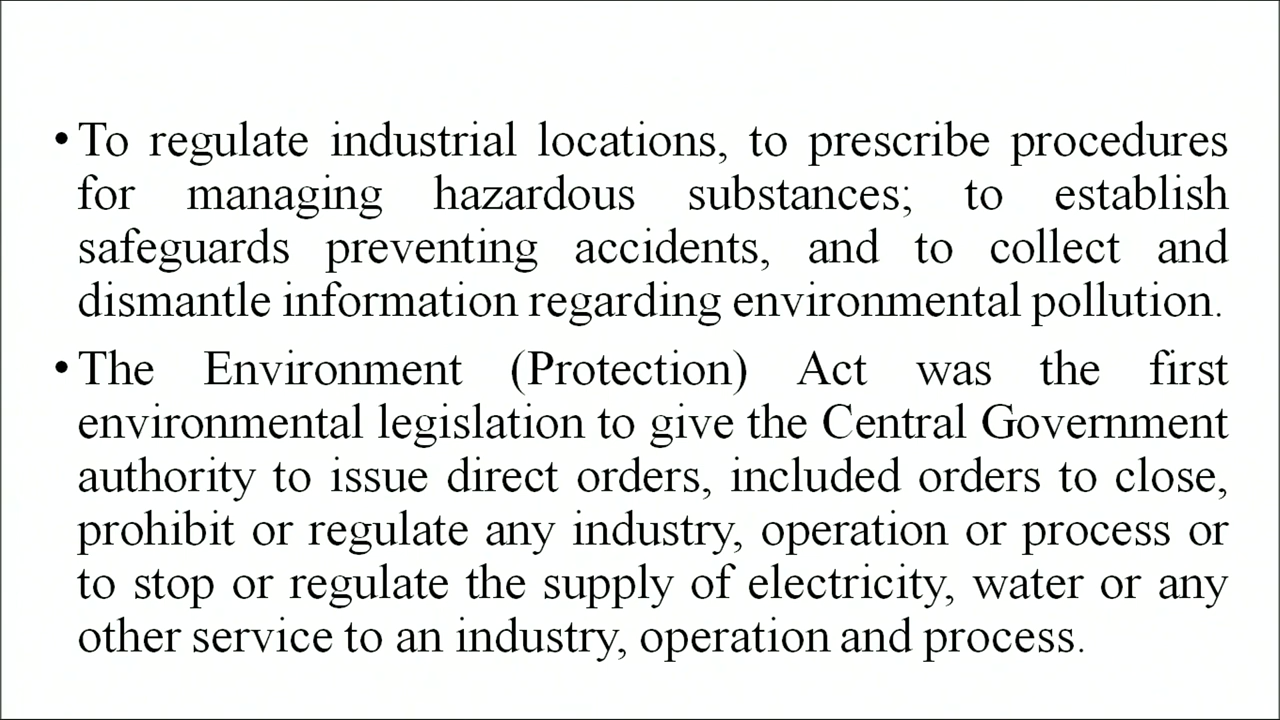 • To regulate industrial locations, to prescribe procedures
for managing hazardous substances; to establish
safeguards preventing accidents, and to collect and
dismantle information regarding environmental pollution.
• The Environment (Protection) Act was the first
environmental legislation to give the Central Government
authority to issue direct orders, included orders to close,
prohibit or regulate any industry, operation or process or
to stop or regulate the supply of electricity, water or any
other service to an industry, operation and process.